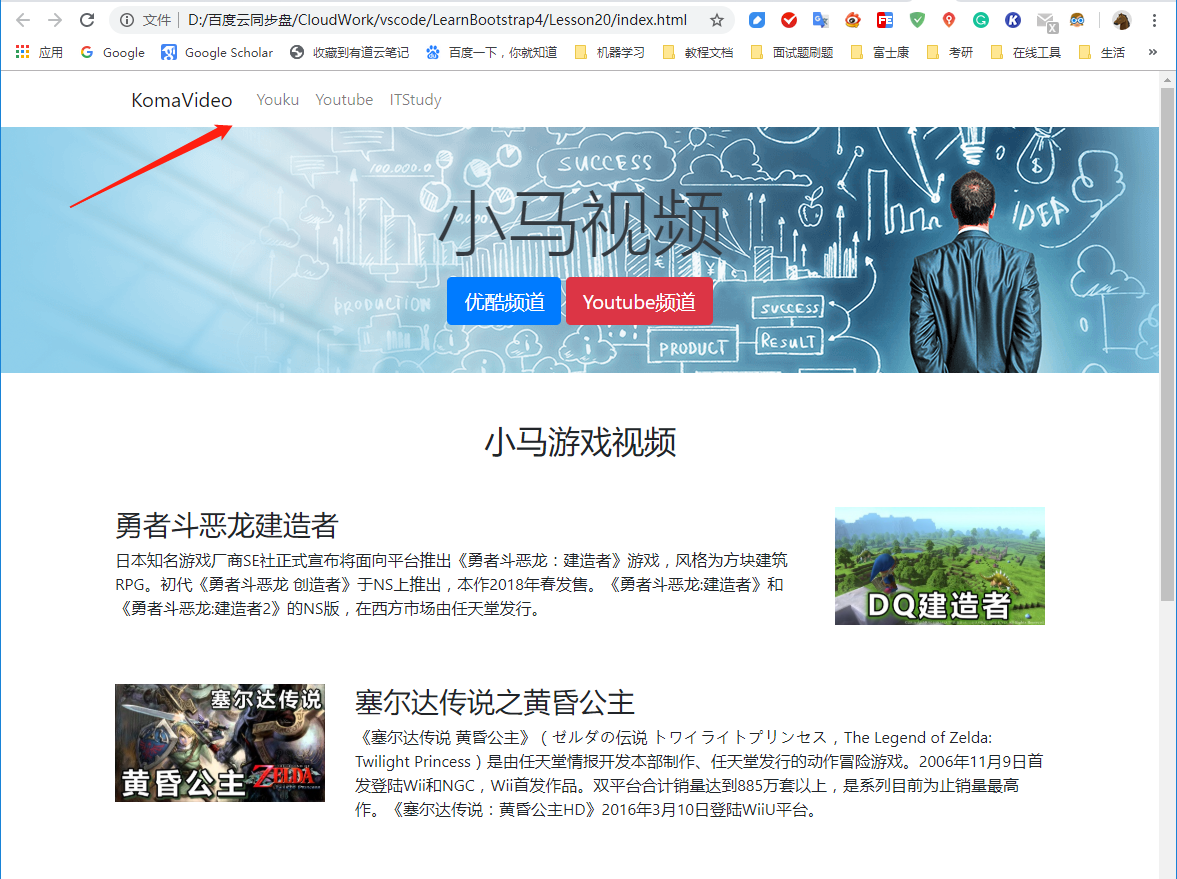 文件 D:/百度云同步盘/CloudWork/vscode/LearnBootstrap4/Lesson20/index.html
应用 Google Google Scholar 收藏到有道云笔记 百度一下，你就知道 机器学习 教程文档 面试题刷题 富士康 考研 在线工具 生活 »
KomaVideo Youku Youtube ITStudy
100.000.0
SUCCESS
IDEA
小马视频
PRODUCTION
优酷频道 Youtube频道
SUCCESS
PRODUCT
RESULT
小马游戏视频
勇者斗恶龙建造者
日本知名游戏厂商SE社正式宣布将面向平台推出《勇者斗恶龙：建造者》游戏，风格为方块建筑
RPG。初代《勇者斗恶龙 创造者》于NS上推出，本作2018年春发售。《勇者斗恶龙:建造者》和
《勇者斗恶龙:建造者2》的NS版，在西方市场由任天堂发行。
DQ建造者
塞尔达传说
黄昏公主
ZELDA
塞尔达传说之黄昏公主
《塞尔达传说 黄昏公主》（ゼルダの伝说 トワイライトプリンセス，The Legend of Zelda:
Twilight Princess）是由任天堂情报开发本部制作、任天堂发行的动作冒险游戏。2006年11月9日首
发登陆Wii和NGC，Wii首发作品。双平台合计销量达到885万套以上，是系列目前为止销量最高
作。《塞尔达传说：黄昏公主HD》2016年3月10日登陆WiiU平台。